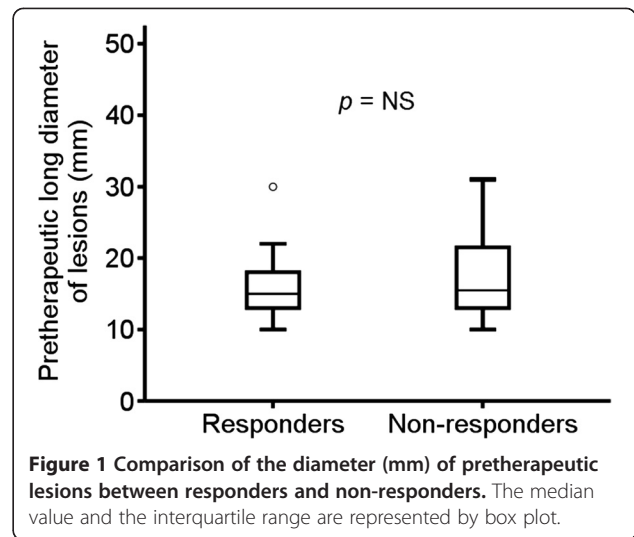 Pretherapeutic long diameter
of lesions (mm)
50
40
30
20
10
0
p = NS
Responders
Non-responders
Figure 1 Comparison of the diameter (mm) of pretherapeutic
lesions between responders and non-responders. The median
value and the interquartile range are represented by box plot.